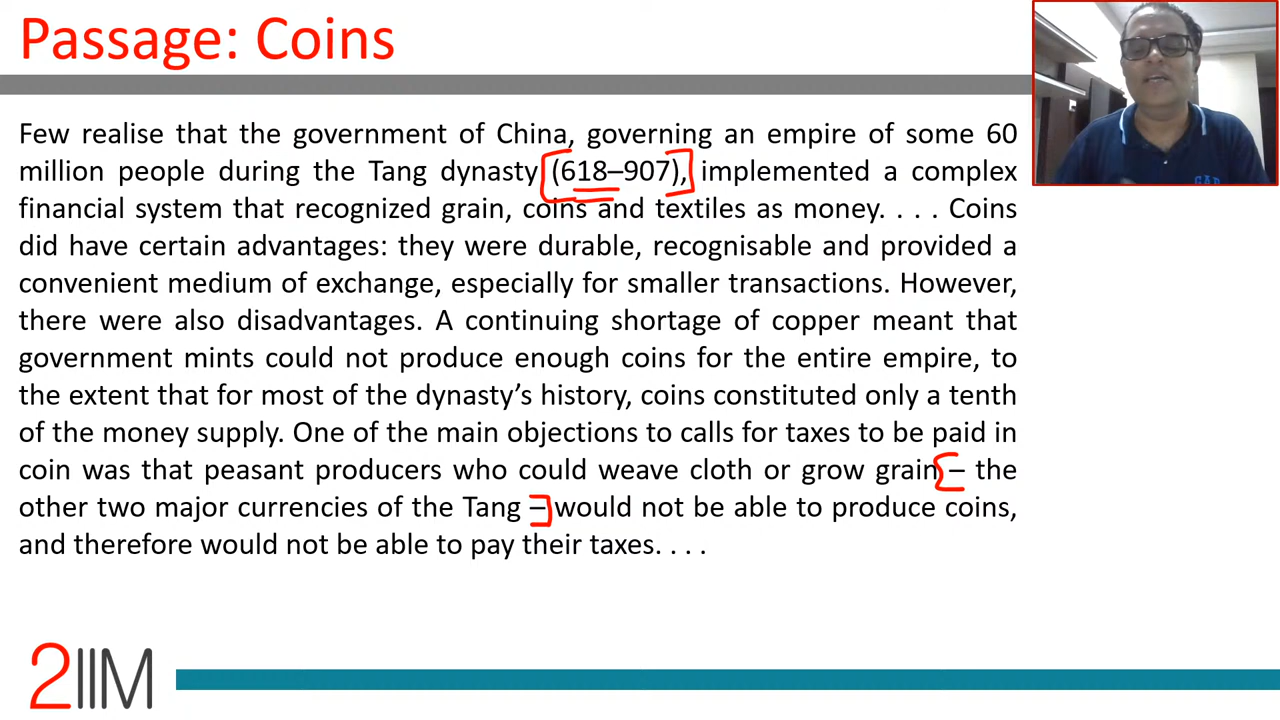 Passage: Coins
Few realise that the government of China, governing an empire of some 60
million people during the Tang dynasty (618–907), implemented a complex
financial system that recognized grain, coins and textiles as money. . . . Coins
did have certain advantages: they were durable, recognisable and provided a
convenient medium of exchange, especially for smaller transactions. However,
there were also disadvantages. A continuing shortage of copper meant that
government mints could not produce enough coins for the entire empire, to
the extent that for most of the dynasty’s history, coins constituted only a tenth
of the money supply. One of the main objections to calls for taxes to be paid in
coin was that peasant producers who could weave cloth or grow grain – the
other two major currencies of the Tang – would not be able to produce coins,
and therefore would not be able to pay their taxes. . . .
2IIM